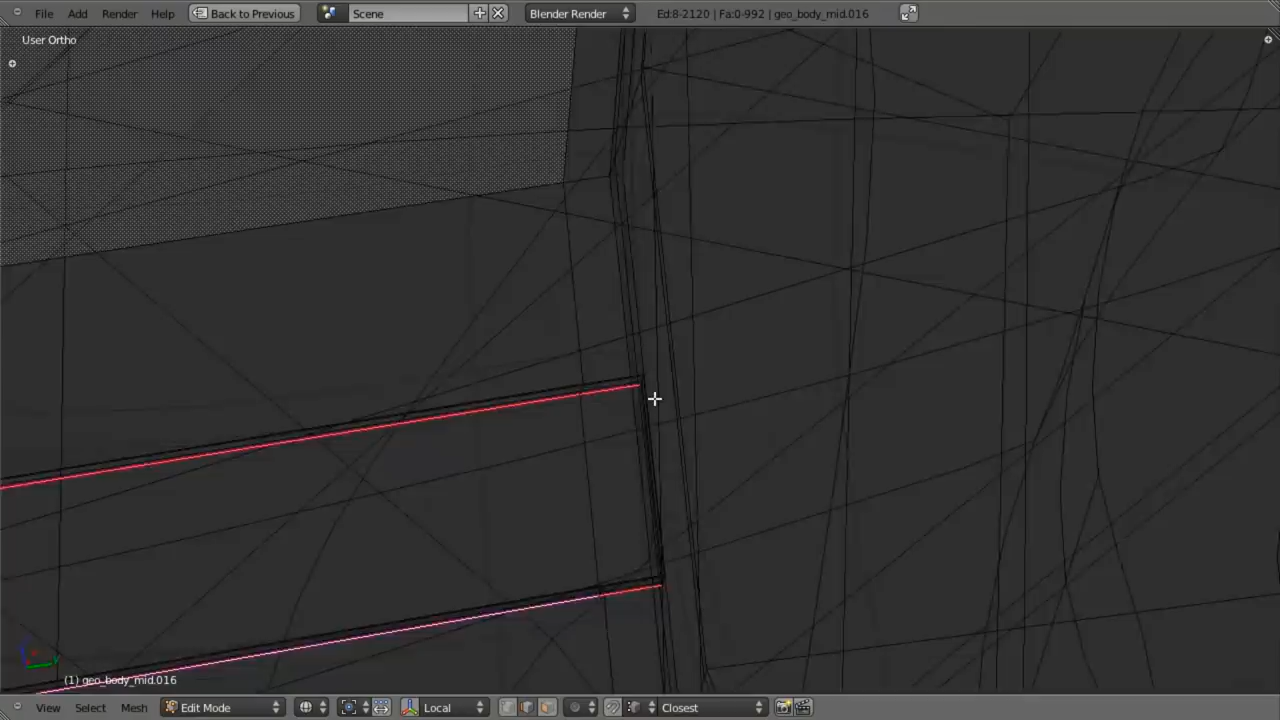 File Add Render Help Back to Previous Scene Blender Render Ed:8-2120 | Fa:0-992 | geo_body_mid.016
User Ortho
(1) geo_body_mid.016
View Select Mesh Edit Mode Local Closest